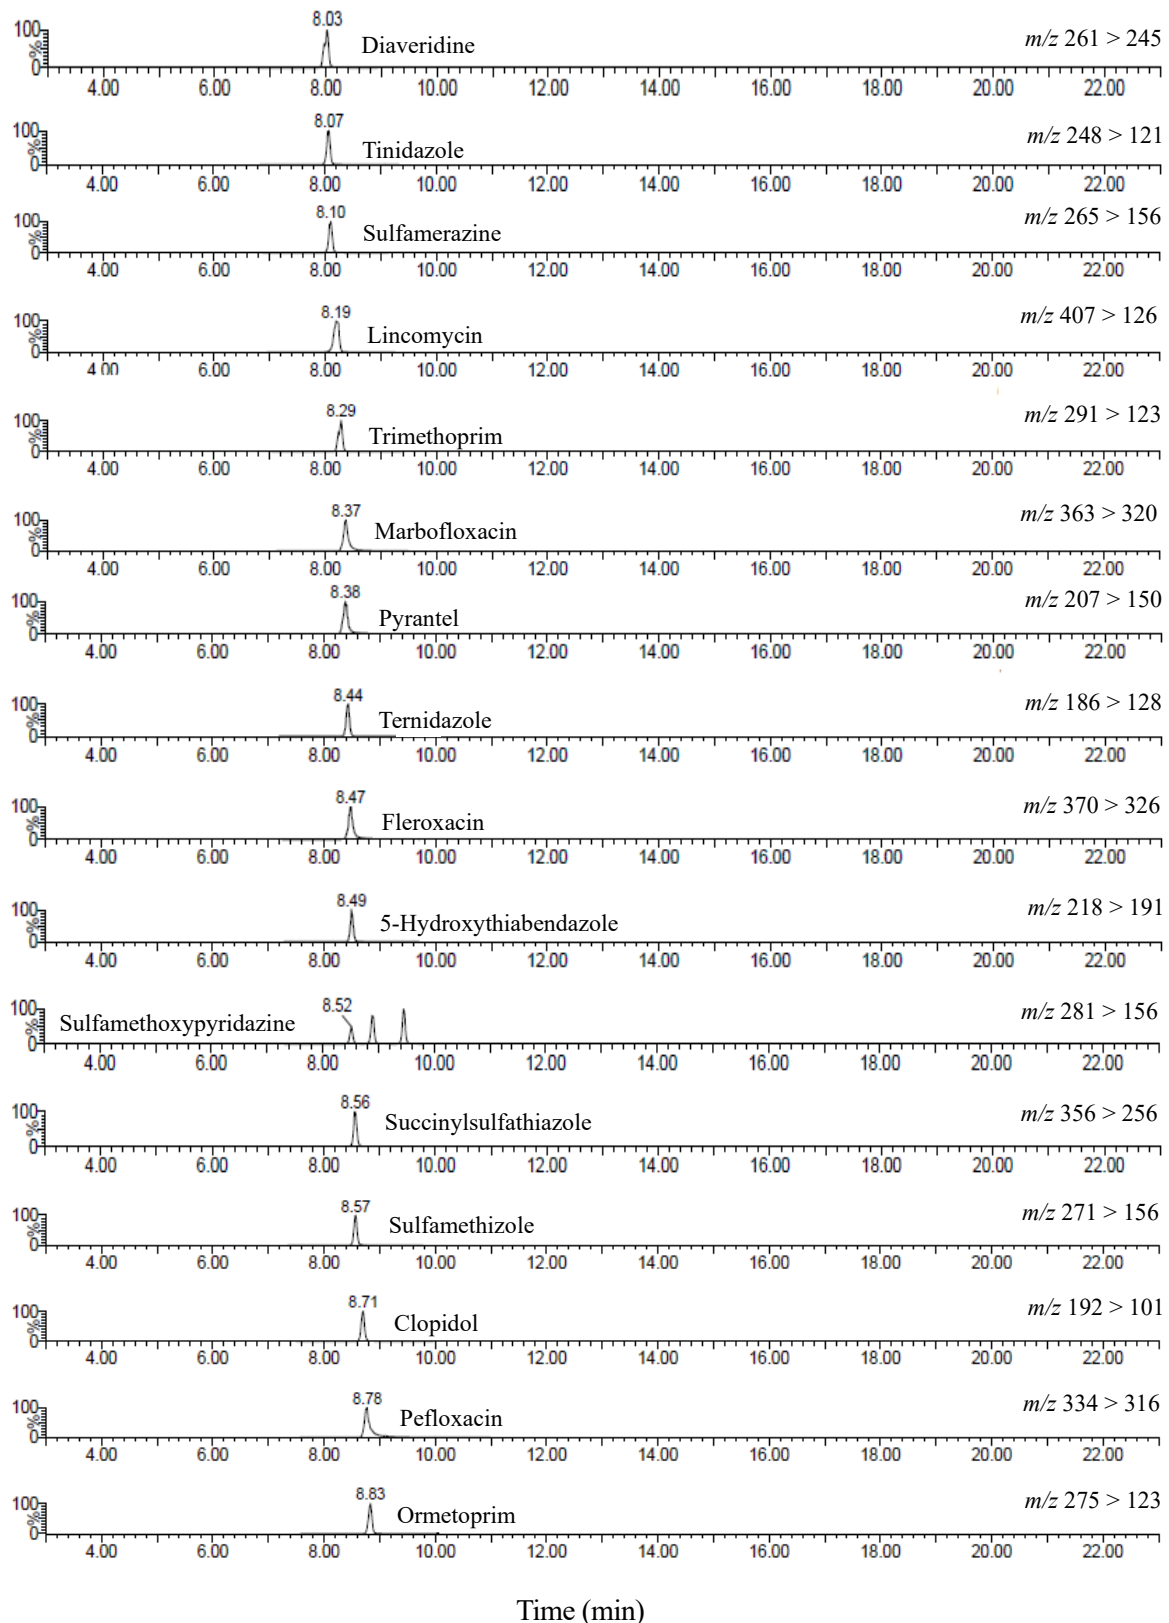 8.03
100
%
0
Diaveridine
m/z 261 > 245
4.00 6.00 8.00 10.00 12.00 14.00 16.00 18.00 20.00 22.00
8.07
100
%
0
Tinidazole
m/z 248 > 121
4.00 6.00 8.00 10.00 12.00 14.00 16.00 18.00 20.00 22.00
8.10
100
%
0
Sulfamerazine
m/z 265 > 156
4.00 6.00 8.00 10.00 12.00 14.00 16.00 18.00 20.00 22.00
8.19
100
%
0
Lincomycin
m/z 407 > 126
4.00 6.00 8.00 10.00 12.00 14.00 16.00 18.00 20.00 22.00
8.29
100
%
0
Trimethoprim
m/z 291 > 123
4.00 6.00 8.00 10.00 12.00 14.00 16.00 18.00 20.00 22.00
8.37
100
%
0
Marbofloxacin
m/z 363 > 320
4.00 6.00 8.00 10.00 12.00 14.00 16.00 18.00 20.00 22.00
8.38
100
%
0
Pyrantel
m/z 207 > 150
4.00 6.00 8.00 10.00 12.00 14.00 16.00 18.00 20.00 22.00
8.44
100
%
0
Ternidazole
m/z 186 > 128
4.00 6.00 8.00 10.00 12.00 14.00 16.00 18.00 20.00 22.00
8.47
100
%
0
Fleroxacin
m/z 370 > 326
4.00 6.00 8.00 10.00 12.00 14.00 16.00 18.00 20.00 22.00
8.49
100
%
0
5-Hydroxythiabendazole
m/z 218 > 191
4.00 6.00 8.00 10.00 12.00 14.00 16.00 18.00 20.00 22.00
8.52
100
%
0
Sulfamethoxypyridazine
m/z 281 > 156
4.00 6.00 8.00 10.00 12.00 14.00 16.00 18.00 20.00 22.00
8.56
100
%
0
Succinylsulfathiazole
m/z 356 > 256
4.00 6.00 8.00 10.00 12.00 14.00 16.00 18.00 20.00 22.00
8.57
100
%
0
Sulfamethizole
m/z 271 > 156
4.00 6.00 8.00 10.00 12.00 14.00 16.00 18.00 20.00 22.00
8.71
100
%
0
Clopidol
m/z 192 > 101
4.00 6.00 8.00 10.00 12.00 14.00 16.00 18.00 20.00 22.00
8.78
100
%
0
Pefloxacin
m/z 334 > 316
4.00 6.00 8.00 10.00 12.00 14.00 16.00 18.00 20.00 22.00
8.83
100
%
0
Ormetoprim
m/z 275 > 123
4.00 6.00 8.00 10.00 12.00 14.00 16.00 18.00 20.00 22.00
Time (min)